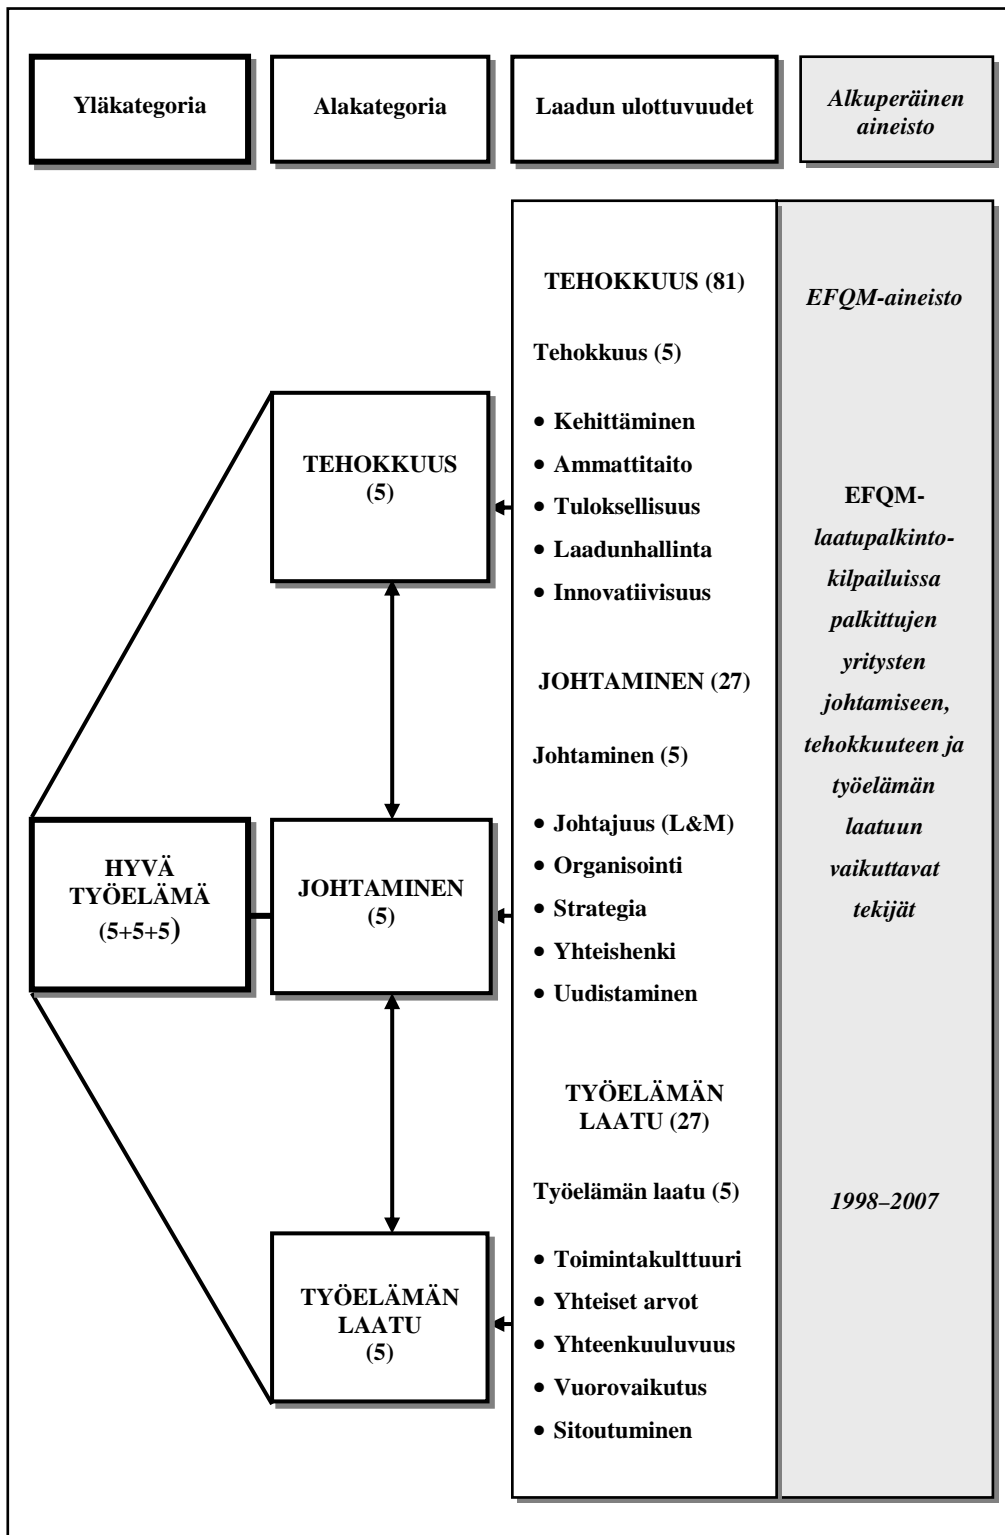 Yläkategoria
Alakategoria
Laadun ulottuvuudet
Alkuperäinen
aineisto
TEHOKKUUS
(5)
HYVÄ
TYÖELÄMÄ
(5+5+5)
JOHTAMINEN
(5)
TYÖELÄMÄN
LAATU
(5)
TEHOKKUUS (81)
Tehokkuus (5)
• Kehittäminen
• Ammattitaito
• Tuloksellisuus
• Laadunhallinta
• Innovatiivisuus
JOHTAMINEN (27)
Johtaminen (5)
• Johtajuus (L&M)
• Organisointi
• Strategia
• Yhteishenki
• Uudistaminen
TYÖELÄMÄN
LAATU (27)
Työelämän laatu (5)
• Toimintakulttuuri
• Yhteiset arvot
• Yhteenkuuluvuus
• Vuorovaikutus
• Sitoutuminen
EFQM-aineisto
EFQM-
laatupalkinto-
kilpailuissa
palkittujen
yritysten
johtamiseen,
tehokkuuteen ja
työelämän
laatuun
vaikuttavat
tekijät
1998–2007